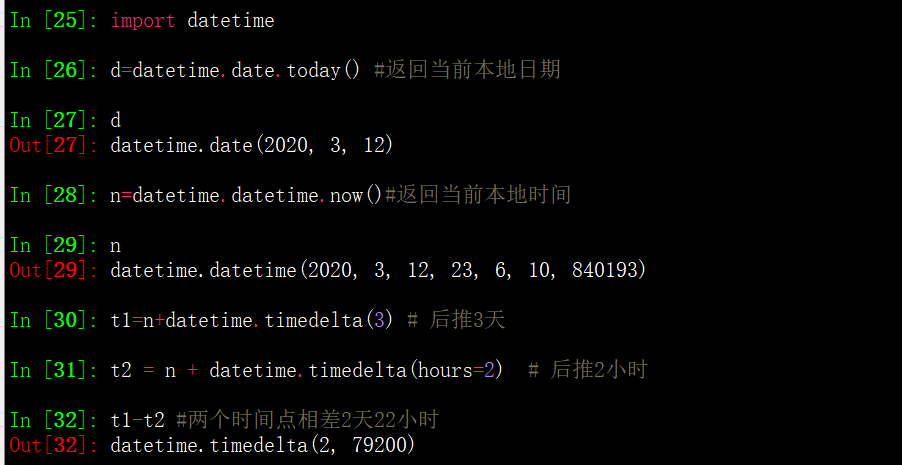 In [25]: import datetime
In [26]: d=datetime.date.today() #返回当前本地日期
In [27]: d
Out[27]: datetime.date(2020, 3, 12)
In [28]: n=datetime.datetime.now()#返回当前本地时间
In [29]: n
Out[29]: datetime.datetime(2020, 3, 12, 23, 6, 10, 840193)
In [30]: t1=n+datetime.timedelta(3) # 后推3天
In [31]: t2 = n + datetime.timedelta(hours=2)  # 后推2小时
In [32]: t1-t2 #两个时间点相差2天22小时
Out[32]: datetime.timedelta(2, 79200)